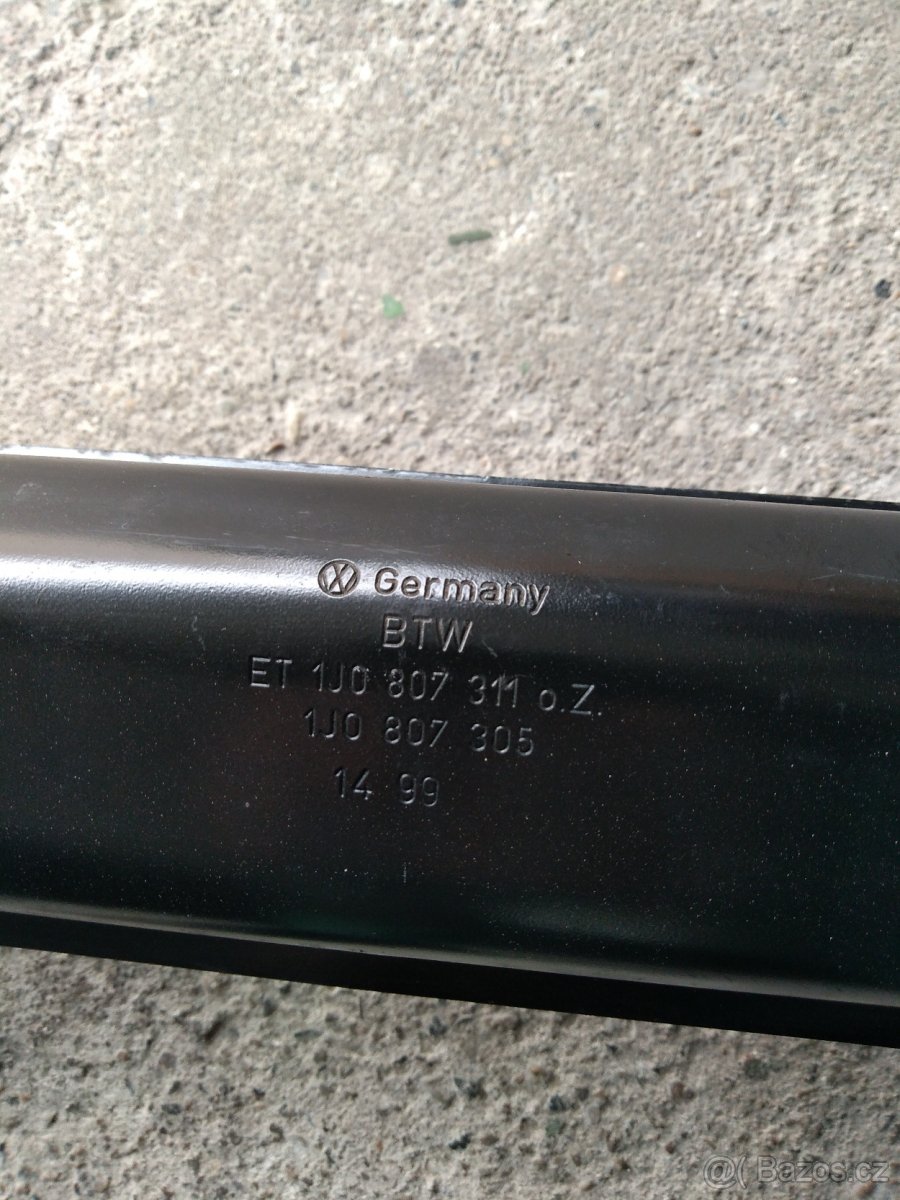 Germany
BTW
ET 1J0 807 311 o.Z.
1J0 807 305
14 99
@( Bazos.cz